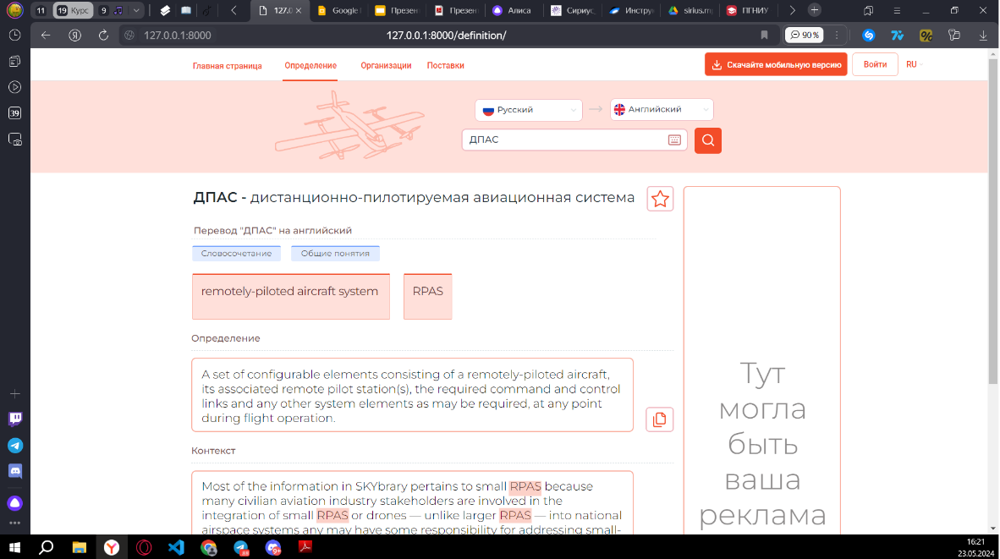 11
19 Курс
9
127.0
Google
Презен
Презен
Алиса
Сириус
Инстру
sirius.m
ПГНИУ
127.0.0.1:8000
127.0.0.1:8000/definition/
90 %
39
Главная страница
Определение
Организации
Поставки
Скачайте мобильную версию
Войти
RU
Русский
Английский
ДПАС
ДПАС - дистанционно-пилотируемая авиационная система
Перевод "ДПАС" на английский
Словосочетание
Общие понятия
remotely-piloted aircraft system
RPAS
Определение
A set of configurable elements consisting of a remotely-piloted aircraft,
its associated remote pilot station(s), the required command and control
links and any other system elements as may be required, at any point
during flight operation.
Контекст
Most of the information in SKYbrary pertains to small RPAS because
many civilian aviation industry stakeholders are involved in the
integration of small RPAS or drones — unlike larger RPAS — into national
airspace systems any may have some responsibility for addressing small-
Тут
могла
быть
ваша
реклама
16:21
23.05.2024